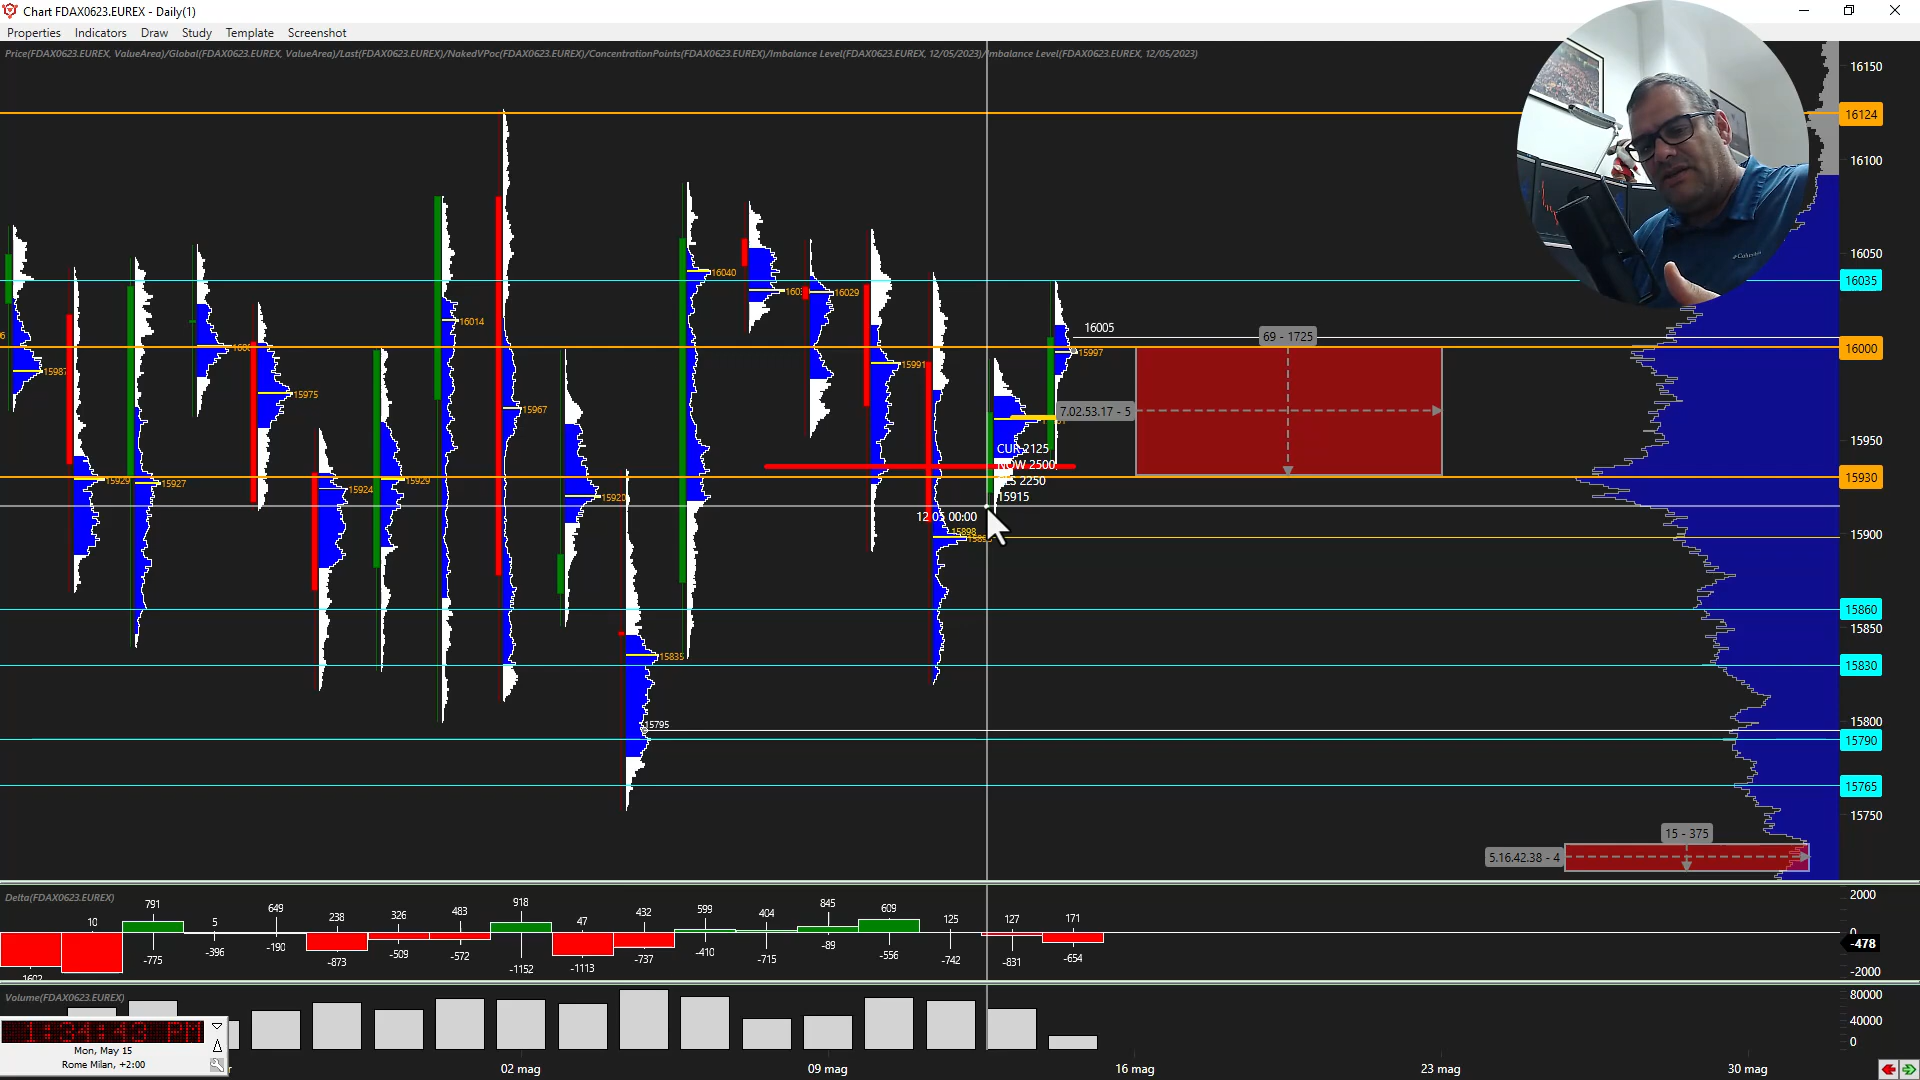 Chart FDAX0623.EUREX - Daily(1)
Properties Indicators Draw Study Template Screenshot
Price(FDAX0623.EUREX, ValueArea)/Global(FDAX0623.EUREX, ValueArea)/Last(FDAX0623.EUREX)/NakedVPoc(FDAX0623.EUREX)/ConcentrationPoints(FDAX0623.EUREX)/Imbalance Level(FDAX0623.EUREX, 12/05/2023)/Imbalance Level(FDAX0623.EUREX, 12/05/2023)
16150
16124
16100
16050
16035
16000
15950
15930
15900
15860
15850
15830
15800
15790
15765
15750
16040
16029
16014
16005
15997
15991
15987
15975
15967
15929
15927
15924
15929
15920
15835
15795
15898
69 - 1725
7.02.53.17 - 5
CUR 2125
NOW 2500
2250
15915
12 05 00:00
15 - 375
5.16.42.38 - 4
Delta(FDAX0623.EUREX)
10 791 5 649 238 326 483 918 47 432 599 404 845 609 125 127 171
-775 -396 -190 -873 -509 -572 -1152 -1113 -737 -410 -715 -89 -556 -742 -831 -654
2000
-478
-2000
Volume(FDAX0623.EUREX)
80000
40000
0
1:34:43 PM
Mon, May 15
Rome Milan, +2:00
02 mag 09 mag 16 mag 23 mag 30 mag